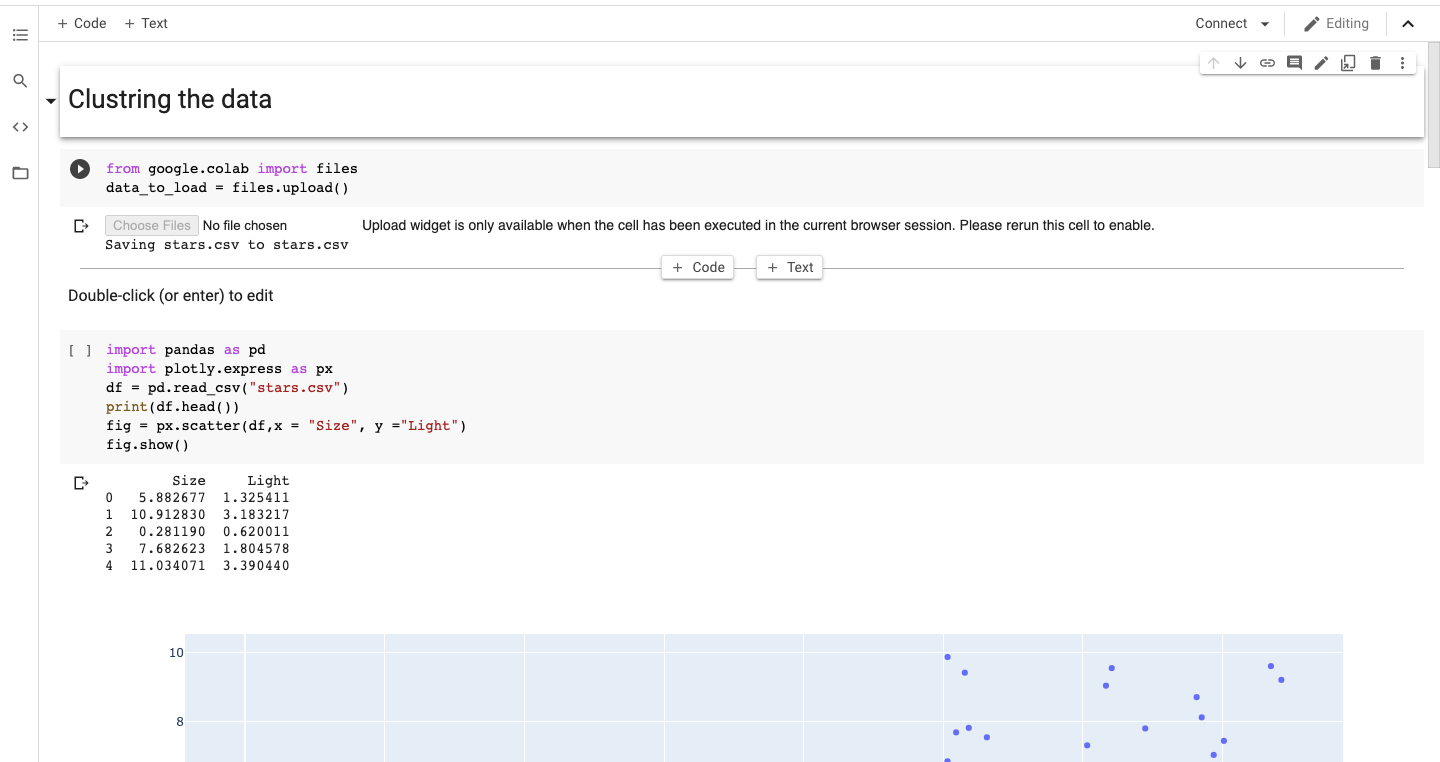 + Code + Text
Connect Editing
Clustring the data
from google.colab import files
data_to_load = files.upload()
Choose Files No file chosen Upload widget is only available when the cell has been executed in the current browser session. Please rerun this cell to enable.
Saving stars.csv to stars.csv
+ Code + Text
Double-click (or enter) to edit
[ ] import pandas as pd
import plotly.express as px
df = pd.read_csv("stars.csv")
print(df.head())
fig = px.scatter(df,x = "Size", y ="Light")
fig.show()
Size Light
0 5.882677 1.325411
1 10.912830 3.183217
2 0.281190 0.620011
3 7.682623 1.804578
4 11.034071 3.390440
10
8